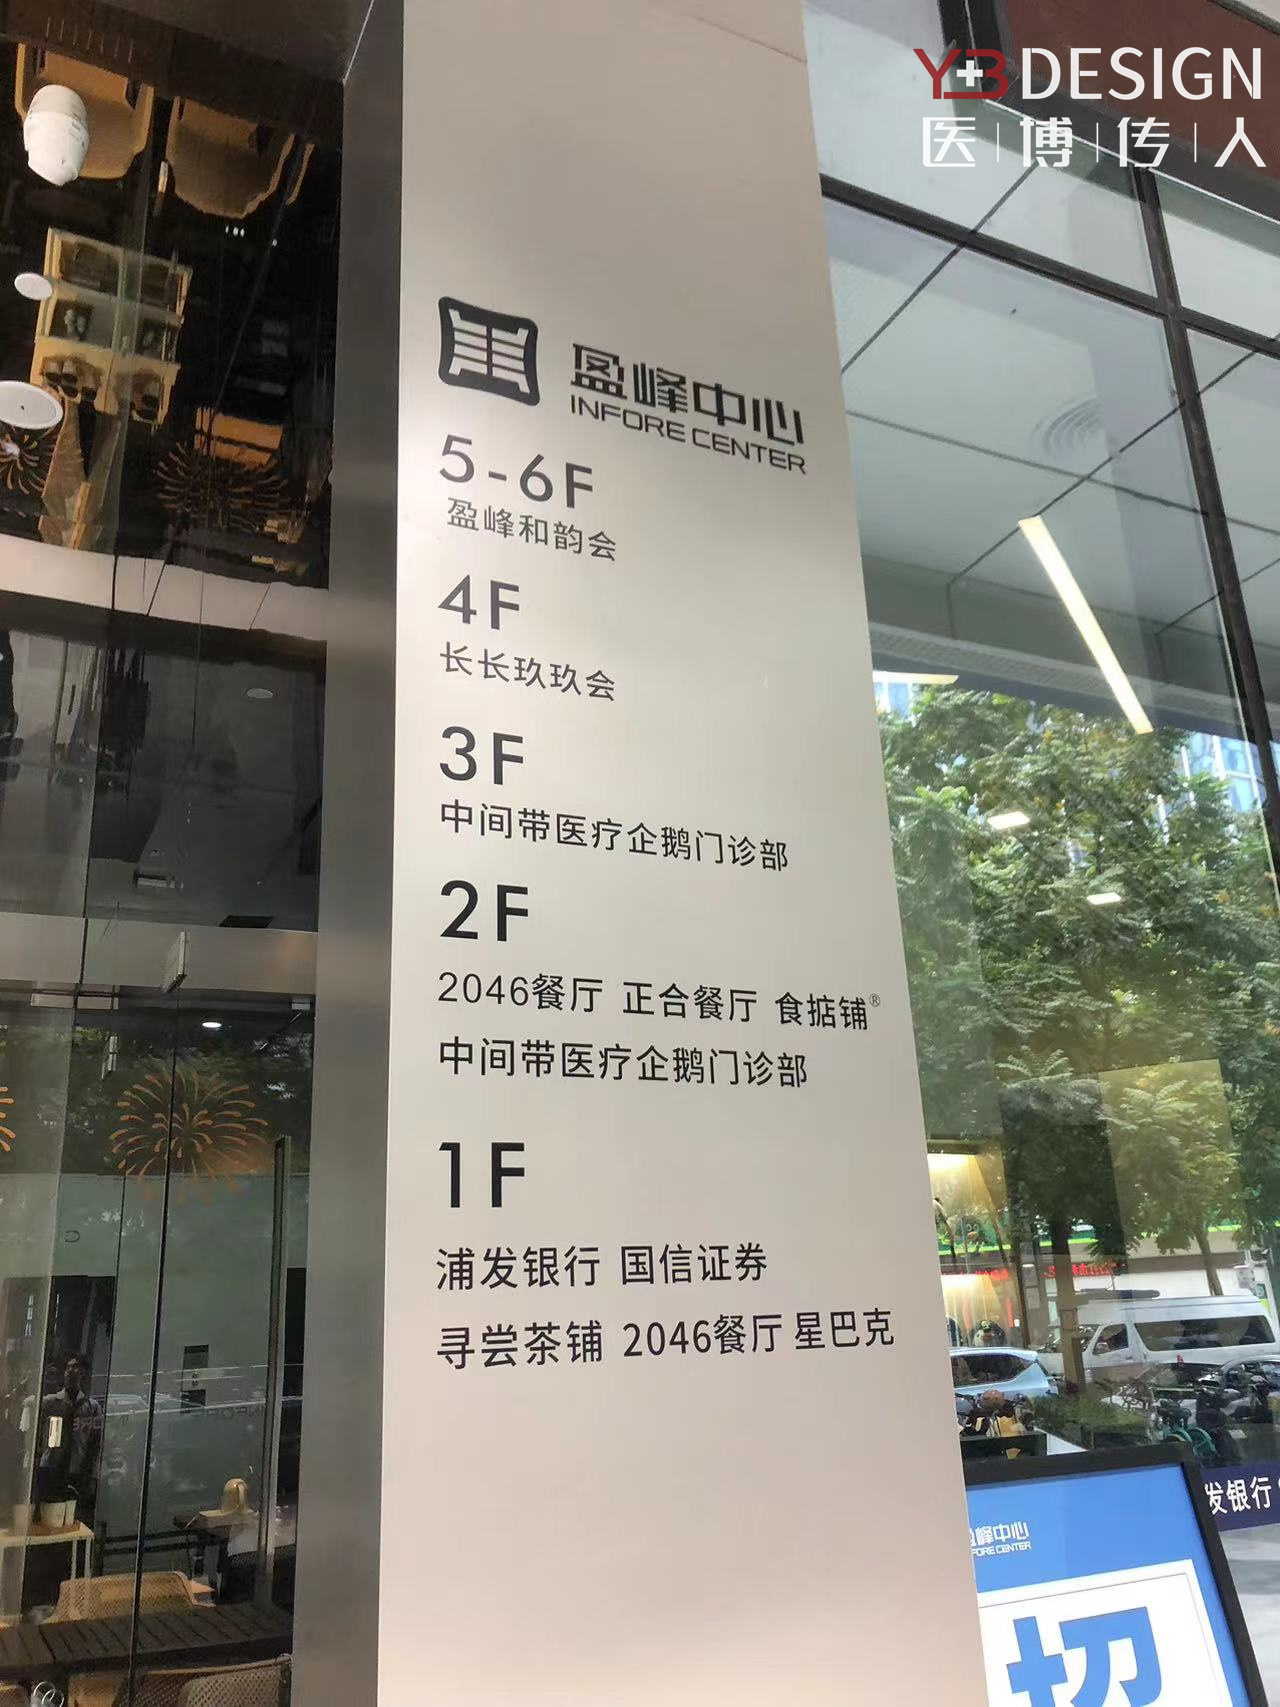 Y+B DESIGN
医 博 传 人
盈峰中心
INFORE CENTER
5-6F
盈峰和韵会
4F
长长玖玖会
3F
中间带医疗企鹅门诊部
2F
2046餐厅 正合餐厅 食掂铺®
中间带医疗企鹅门诊部
1F
浦发银行 国信证券
寻尝茶铺 2046餐厅 星巴克
发银行
峰中心
FORE CENTER
切